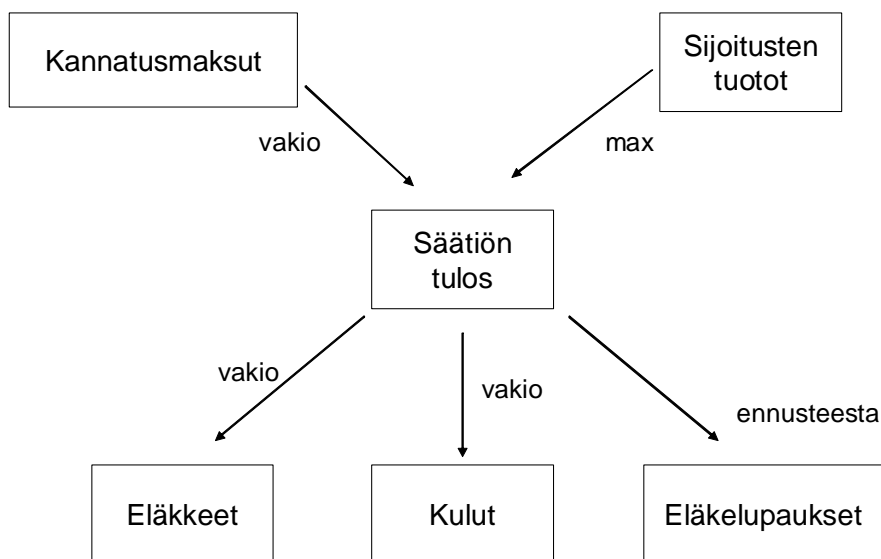 Kannatusmaksut
Sijoitusten
tuotot
vakio
max
Säätiön
tulos
vakio
vakio
ennusteesta
Eläkkeet
Kulut
Eläkelupaukset